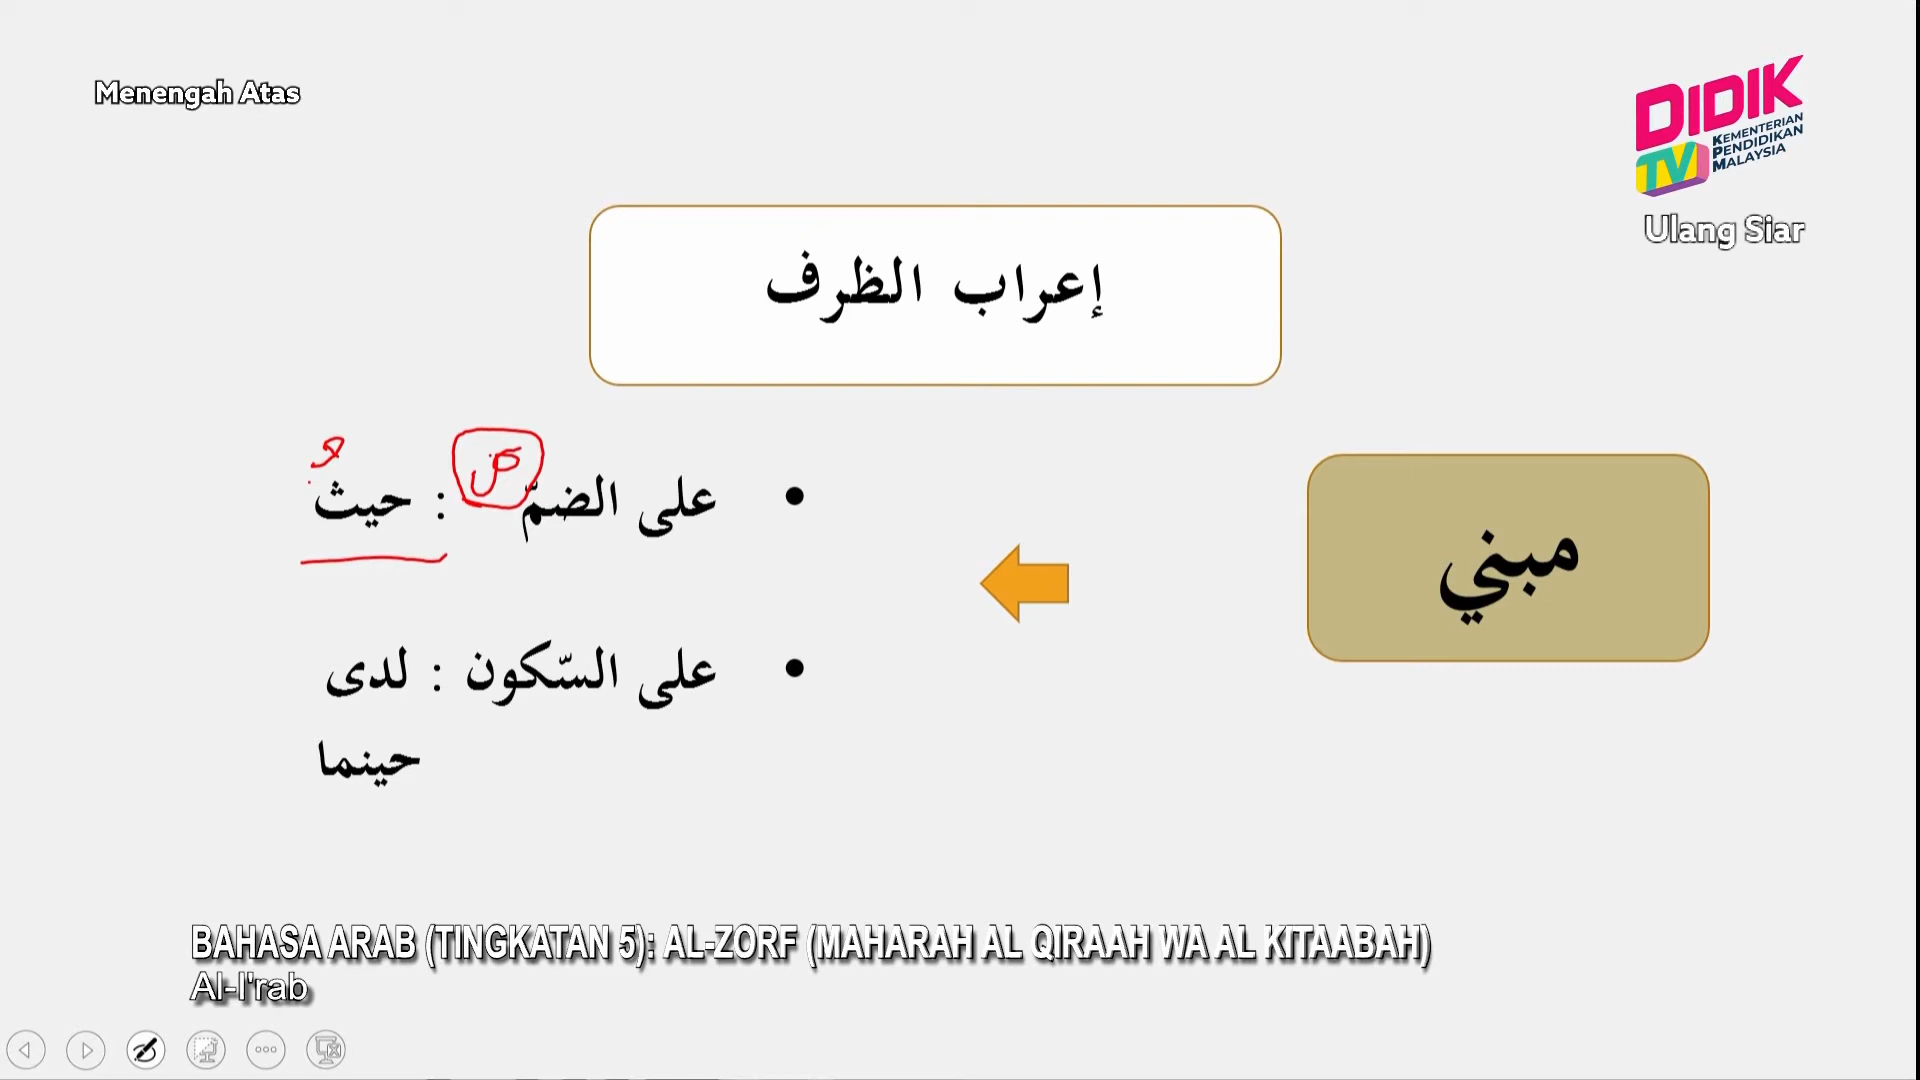 Menengah Atas
DIDIK
TV
KEMENTERIAN
PENDIDIKAN
MALAYSIA
Ulang Siar
إعراب الظرف
مبني
• على الضمّ : حيث
• على السّكون : لدى
حينما
BAHASA ARAB (TINGKATAN 5): AL-ZORF (MAHARAH AL QIRAAH WA AL KITAABAH)
Al-I'rab